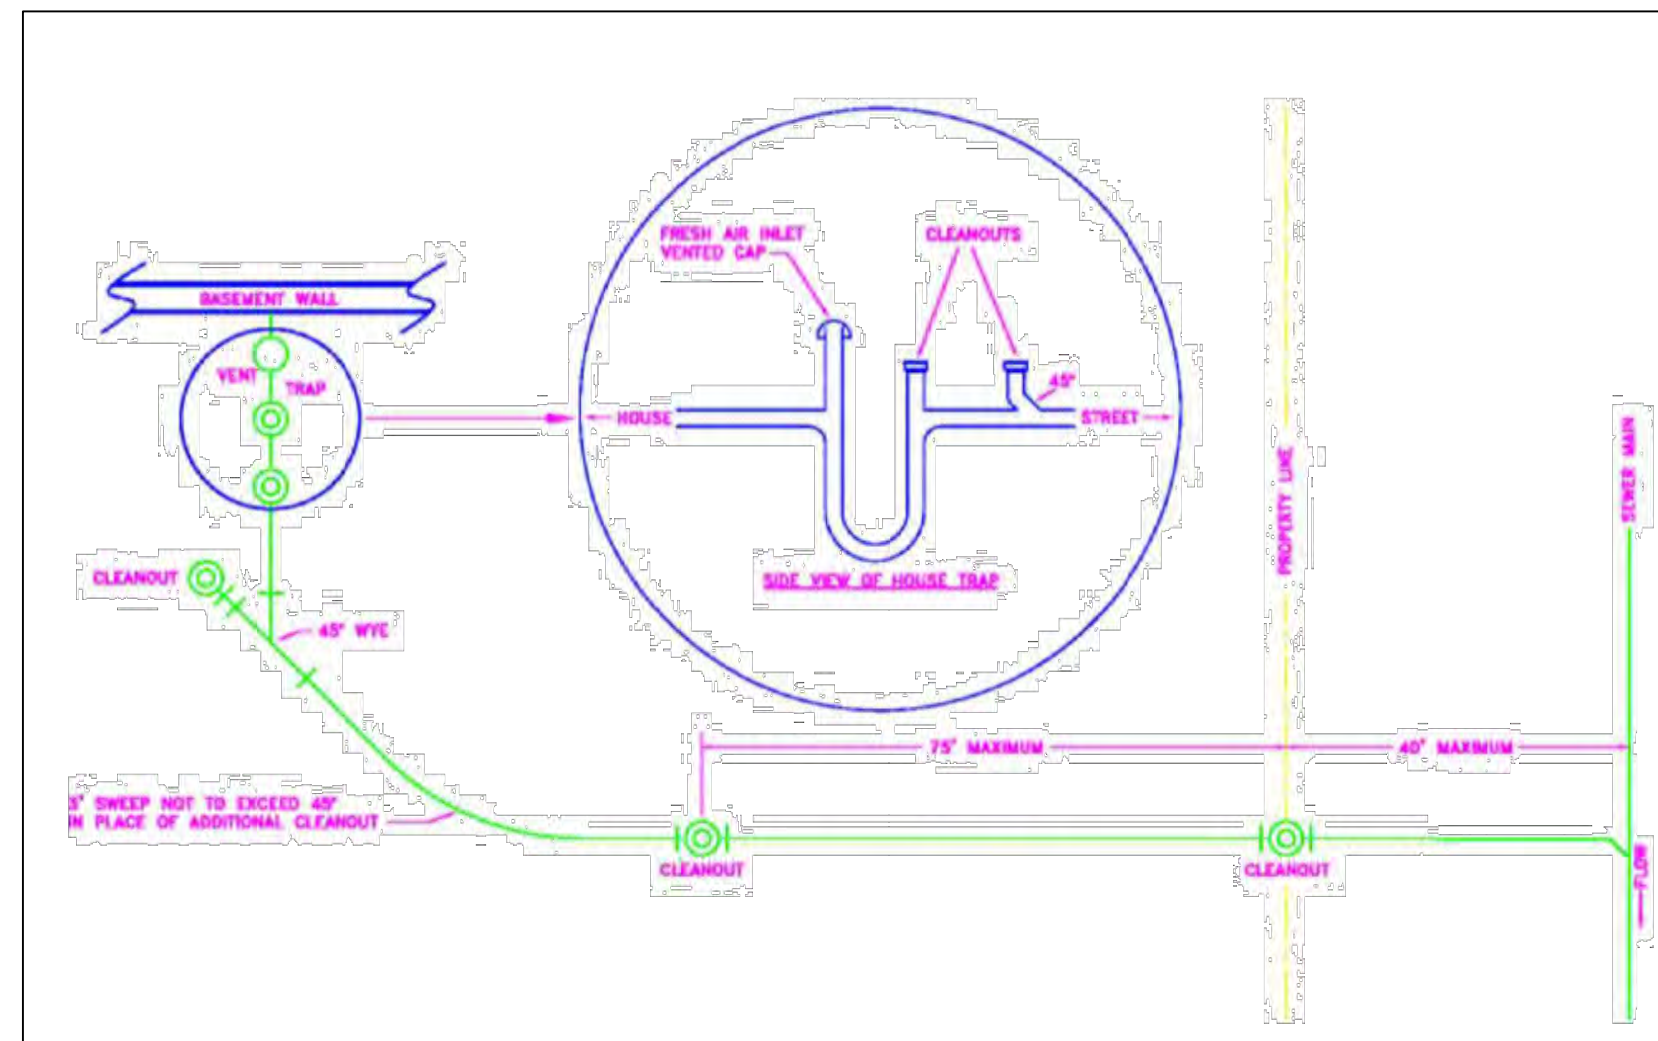 FRESH AIR INLET
VENTED CAP
CLEANOUTS
BASEMENT WALL
VENT
TRAP
45°
HOUSE
STREET
PROPERTY LINE
SEWER MAIN
CLEANOUT
SIDE VIEW OF HOUSE TRAP
45° WYE
75' MAXIMUM
40' MAXIMUM
3' SWEEP NOT TO EXCEED 45°
IN PLACE OF ADDITIONAL CLEANOUT
CLEANOUT
CLEANOUT
FLOW